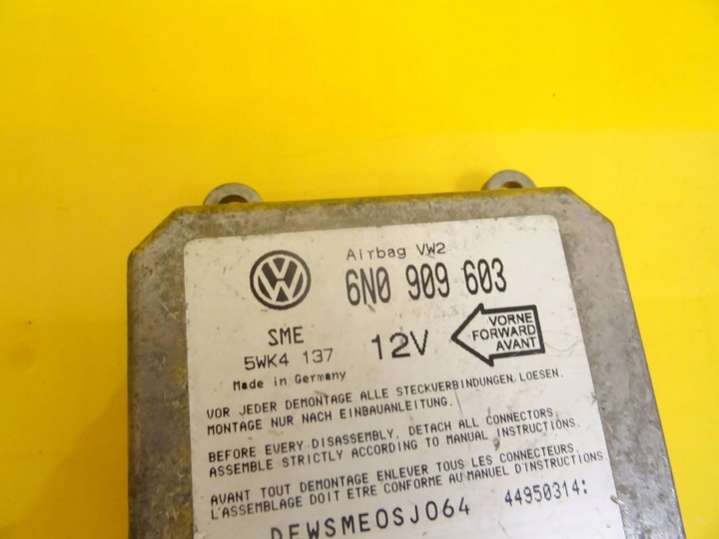 Airbag VW2
6N0 909 603
SME
5WK4 137
Made in Germany
12V
VORNE
FORWARD
AVANT
VOR JEDER DEMONTAGE ALLE STECKVERBINDUNGEN LOESEN.
MONTAGE NUR NACH EINBAUANLEITUNG.
BEFORE EVERY DISASSEMBLY, DETACH ALL CONNECTORS.
ASSEMBLE STRICTLY ACCORDING TO MANUAL INSTRUCTIONS.
AVANT TOUT DEMONTAGE ENLEVER TOUS LES CONNECTEURS.
L'ASSEMBLAGE DOIT ETRE CONFORME AU MANUEL D'INSTRUCTIONS
DEWSME0SJ064 44950314: